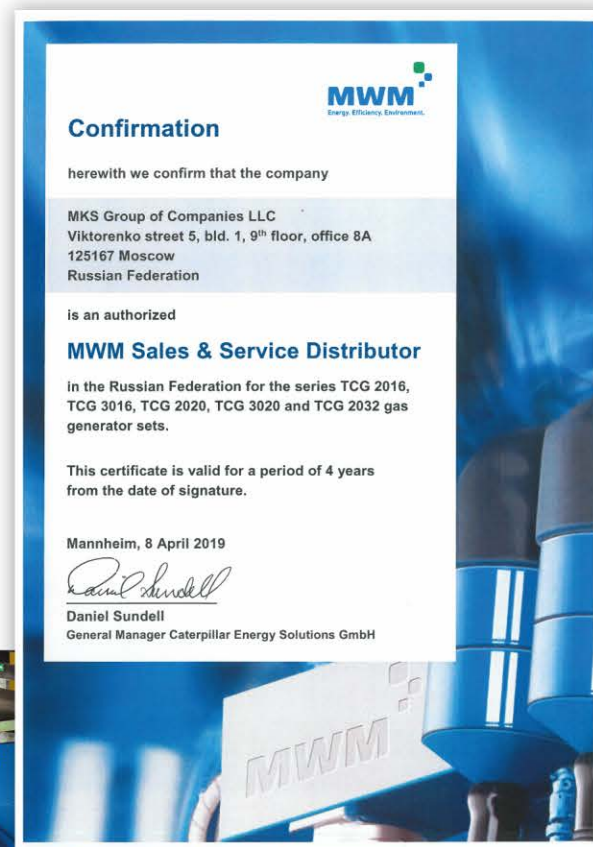 MWM
Energy. Efficiency. Environment.
Confirmation
herewith we confirm that the company
MKS Group of Companies LLC
Viktorenko street 5, bld. 1, 9th floor, office 8A
125167 Moscow
Russian Federation
is an authorized
MWM Sales & Service Distributor
in the Russian Federation for the series TCG 2016,
TCG 3016, TCG 2020, TCG 3020 and TCG 2032 gas
generator sets.
This certificate is valid for a period of 4 years
from the date of signature.
Mannheim, 8 April 2019
Daniel Sundell
Daniel Sundell
General Manager Caterpillar Energy Solutions GmbH
MWM